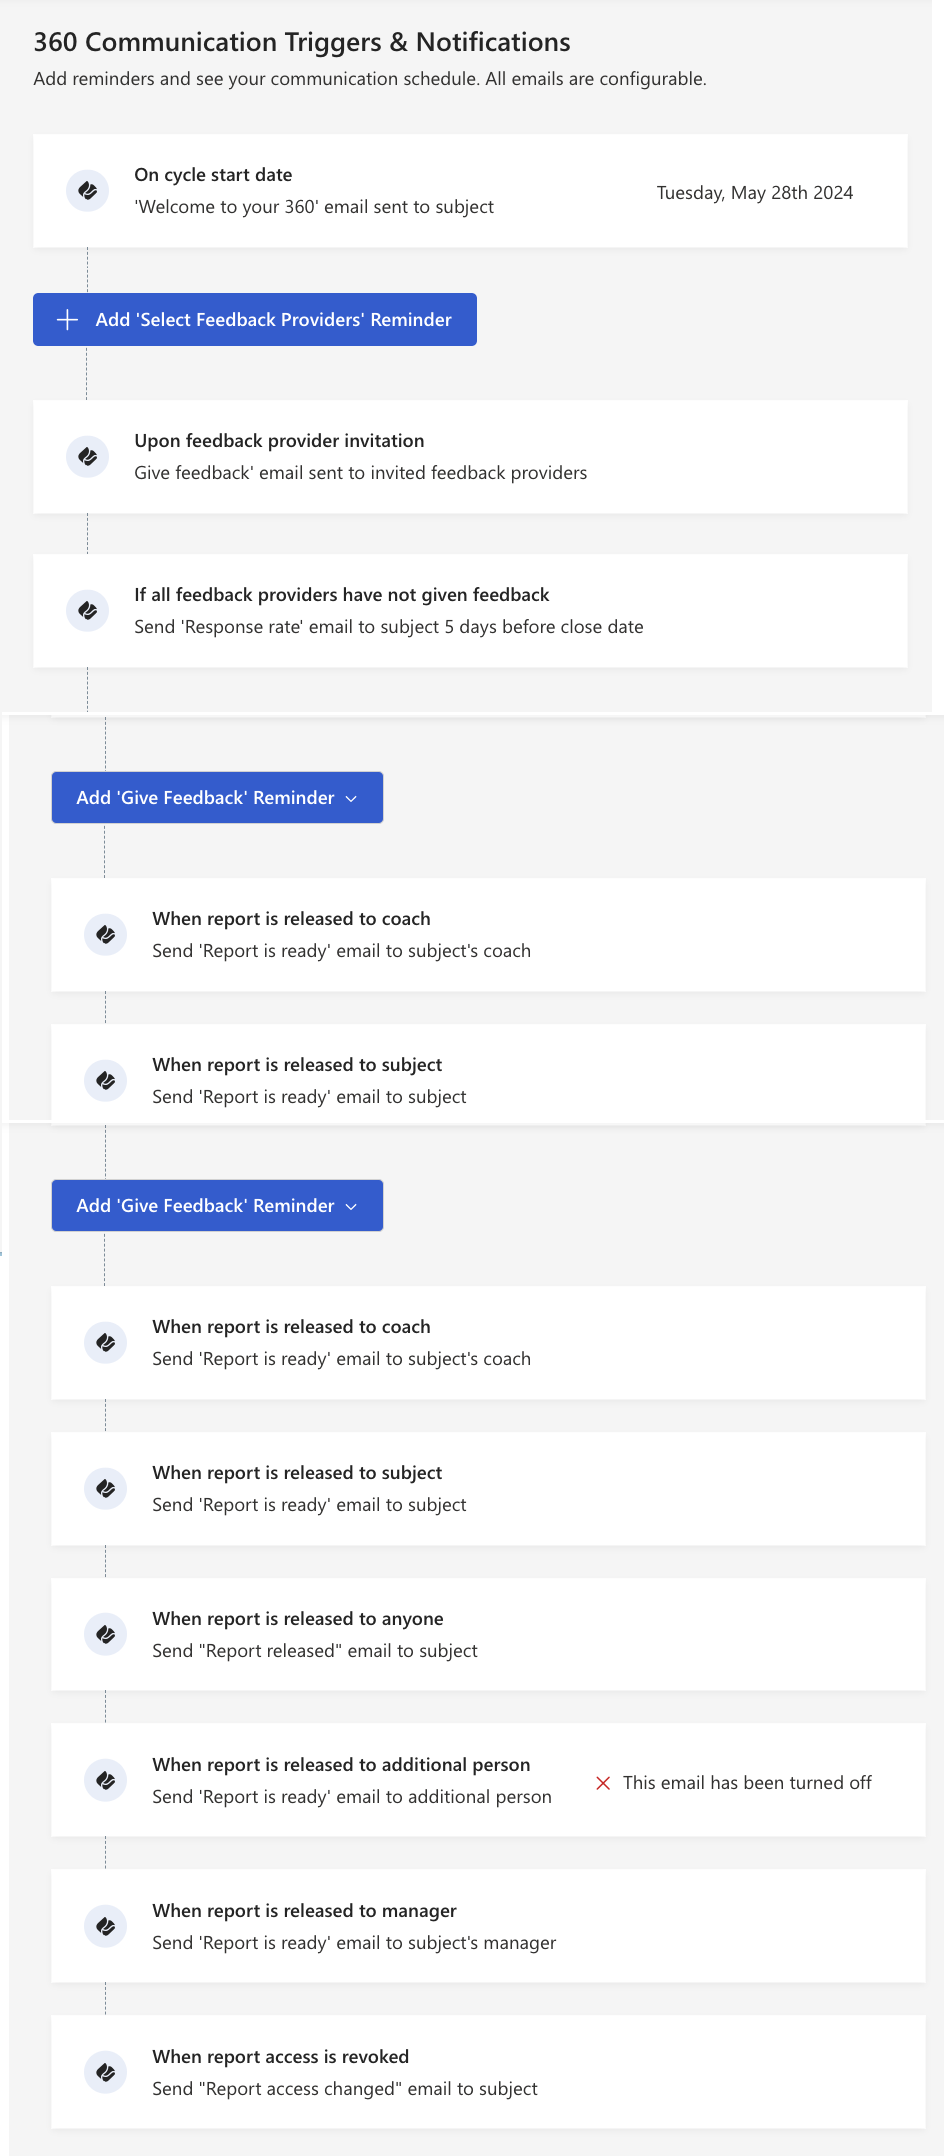 360 Communication Triggers & Notifications
Add reminders and see your communication schedule. All emails are configurable.
On cycle start date
'Welcome to your 360' email sent to subject
Tuesday, May 28th 2024
Add 'Select Feedback Providers' Reminder
Upon feedback provider invitation
Give feedback' email sent to invited feedback providers
If all feedback providers have not given feedback
Send 'Response rate' email to subject 5 days before close date
Add 'Give Feedback' Reminder
When report is released to coach
Send 'Report is ready' email to subject's coach
When report is released to subject
Send 'Report is ready' email to subject
Add 'Give Feedback' Reminder
When report is released to coach
Send 'Report is ready' email to subject's coach
When report is released to subject
Send 'Report is ready' email to subject
When report is released to anyone
Send "Report released" email to subject
When report is released to additional person
Send 'Report is ready' email to additional person
This email has been turned off
When report is released to manager
Send 'Report is ready' email to subject's manager
When report access is revoked
Send "Report access changed" email to subject